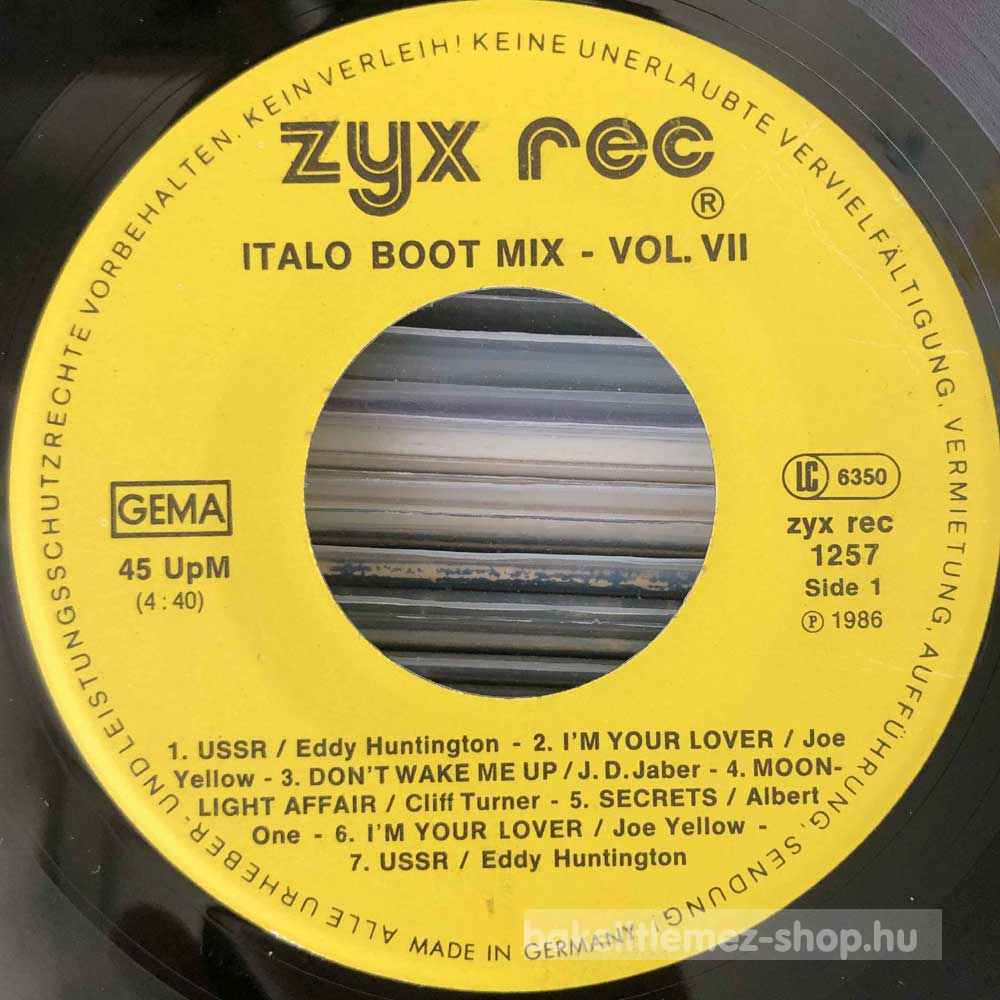 ALLE URHEBER- UND LEISTUNGSSCHUTZRECHTE VORBEHALTEN. KEIN VERLEIH! KEINE UNERLAUBTE VERVIELFÄLTIGUNG, VERMIETUNG, AUFFÜHRUNG, SENDUNG!
zyx rec
®
ITALO BOOT MIX - VOL. VII
GEMA
45 UpM
(4:40)
LC 6350
zyx rec
1257
Side 1
Ⓟ 1986
1. USSR / Eddy Huntington - 2. I'M YOUR LOVER / Joe
Yellow - 3. DON'T WAKE ME UP / J.D.Jaber - 4. MOON-
LIGHT AFFAIR / Cliff Turner - 5. SECRETS / Albert
One - 6. I'M YOUR LOVER / Joe Yellow -
7. USSR / Eddy Huntington
MADE IN GERMANY
bakelitlemez-shop.hu